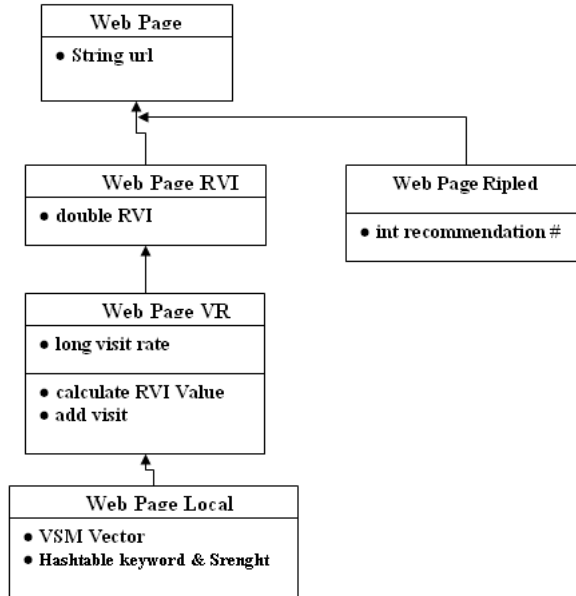 Web Page
● String url
Web Page RVI
● double RVI
Web Page Ripled
● int recommendation #
Web Page VR
● long visit rate
● calculate RVI Value
● add visit
Web Page Local
● VSM Vector
● Hashtable keyword & Srenght